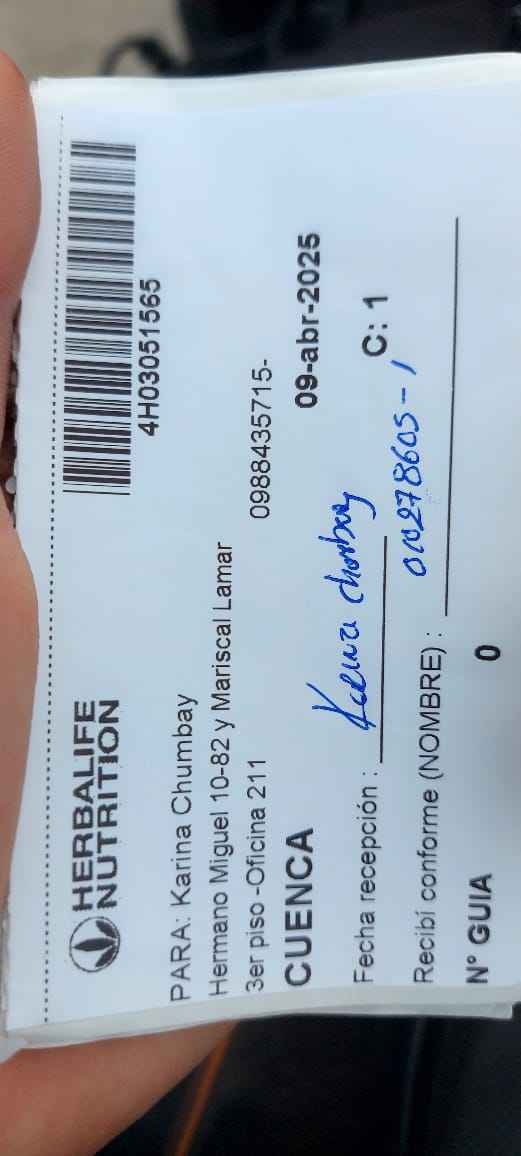 HERBALIFE
NUTRITION
4H03051565
PARA: Karina Chumbay
Hermano Miguel 10-82 y Mariscal Lamar
3er piso -Oficina 211
0988435715-
CUENCA
09-abr-2025
Fecha recepción :
Karina Chumbay
C: 1
Recibí conforme (NOMBRE) :
010278605-1
N° GUIA
0